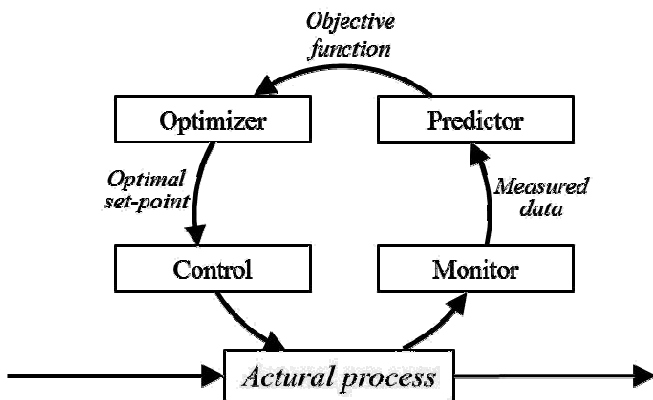 Objective
function
Optimizer
Predictor
Optimal
set-point
Measured
data
Control
Monitor
Actural process